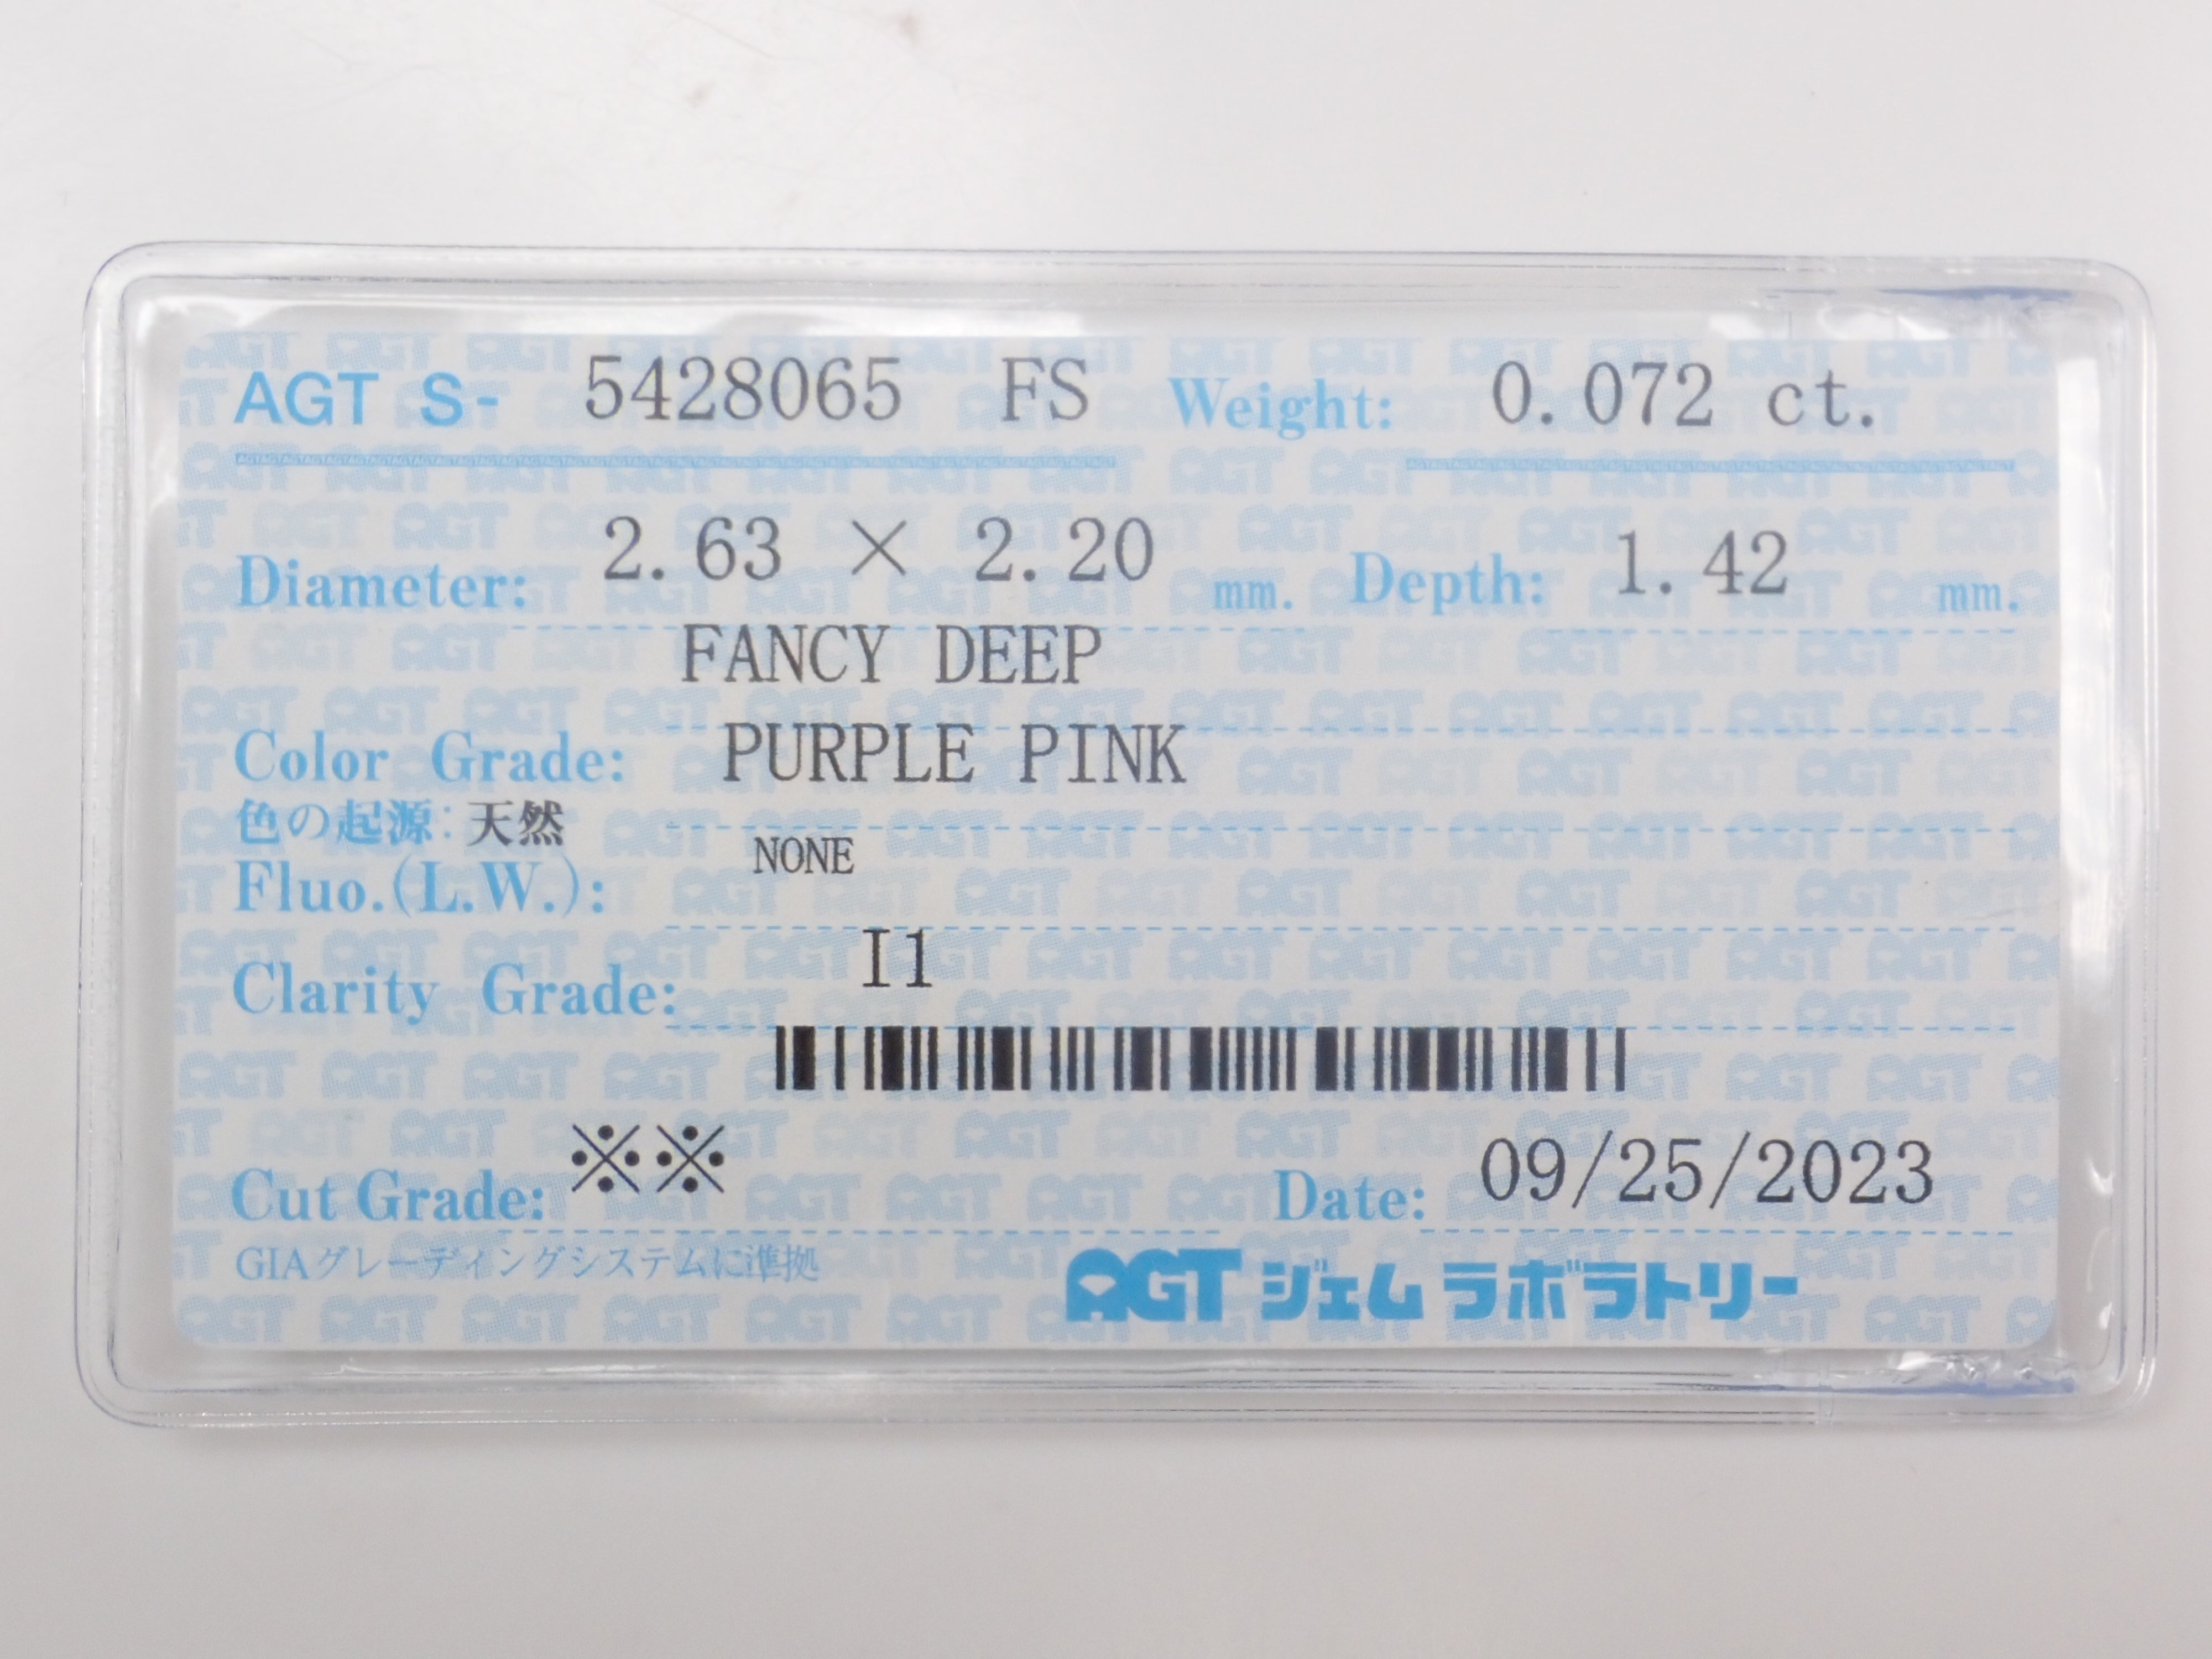 AGT S- 5428065 FS Weight: 0.072 ct.
Diameter: 2.63 × 2.20 mm. Depth: 1.42 mm.
FANCY DEEP
Color Grade: PURPLE PINK
色の起源: 天然
Fluo.(L.W.): NONE
Clarity Grade: I1
Cut Grade: ※※ Date: 09/25/2023
GIAグレーディングシステムに準拠
AGT ジェムラボラトリー